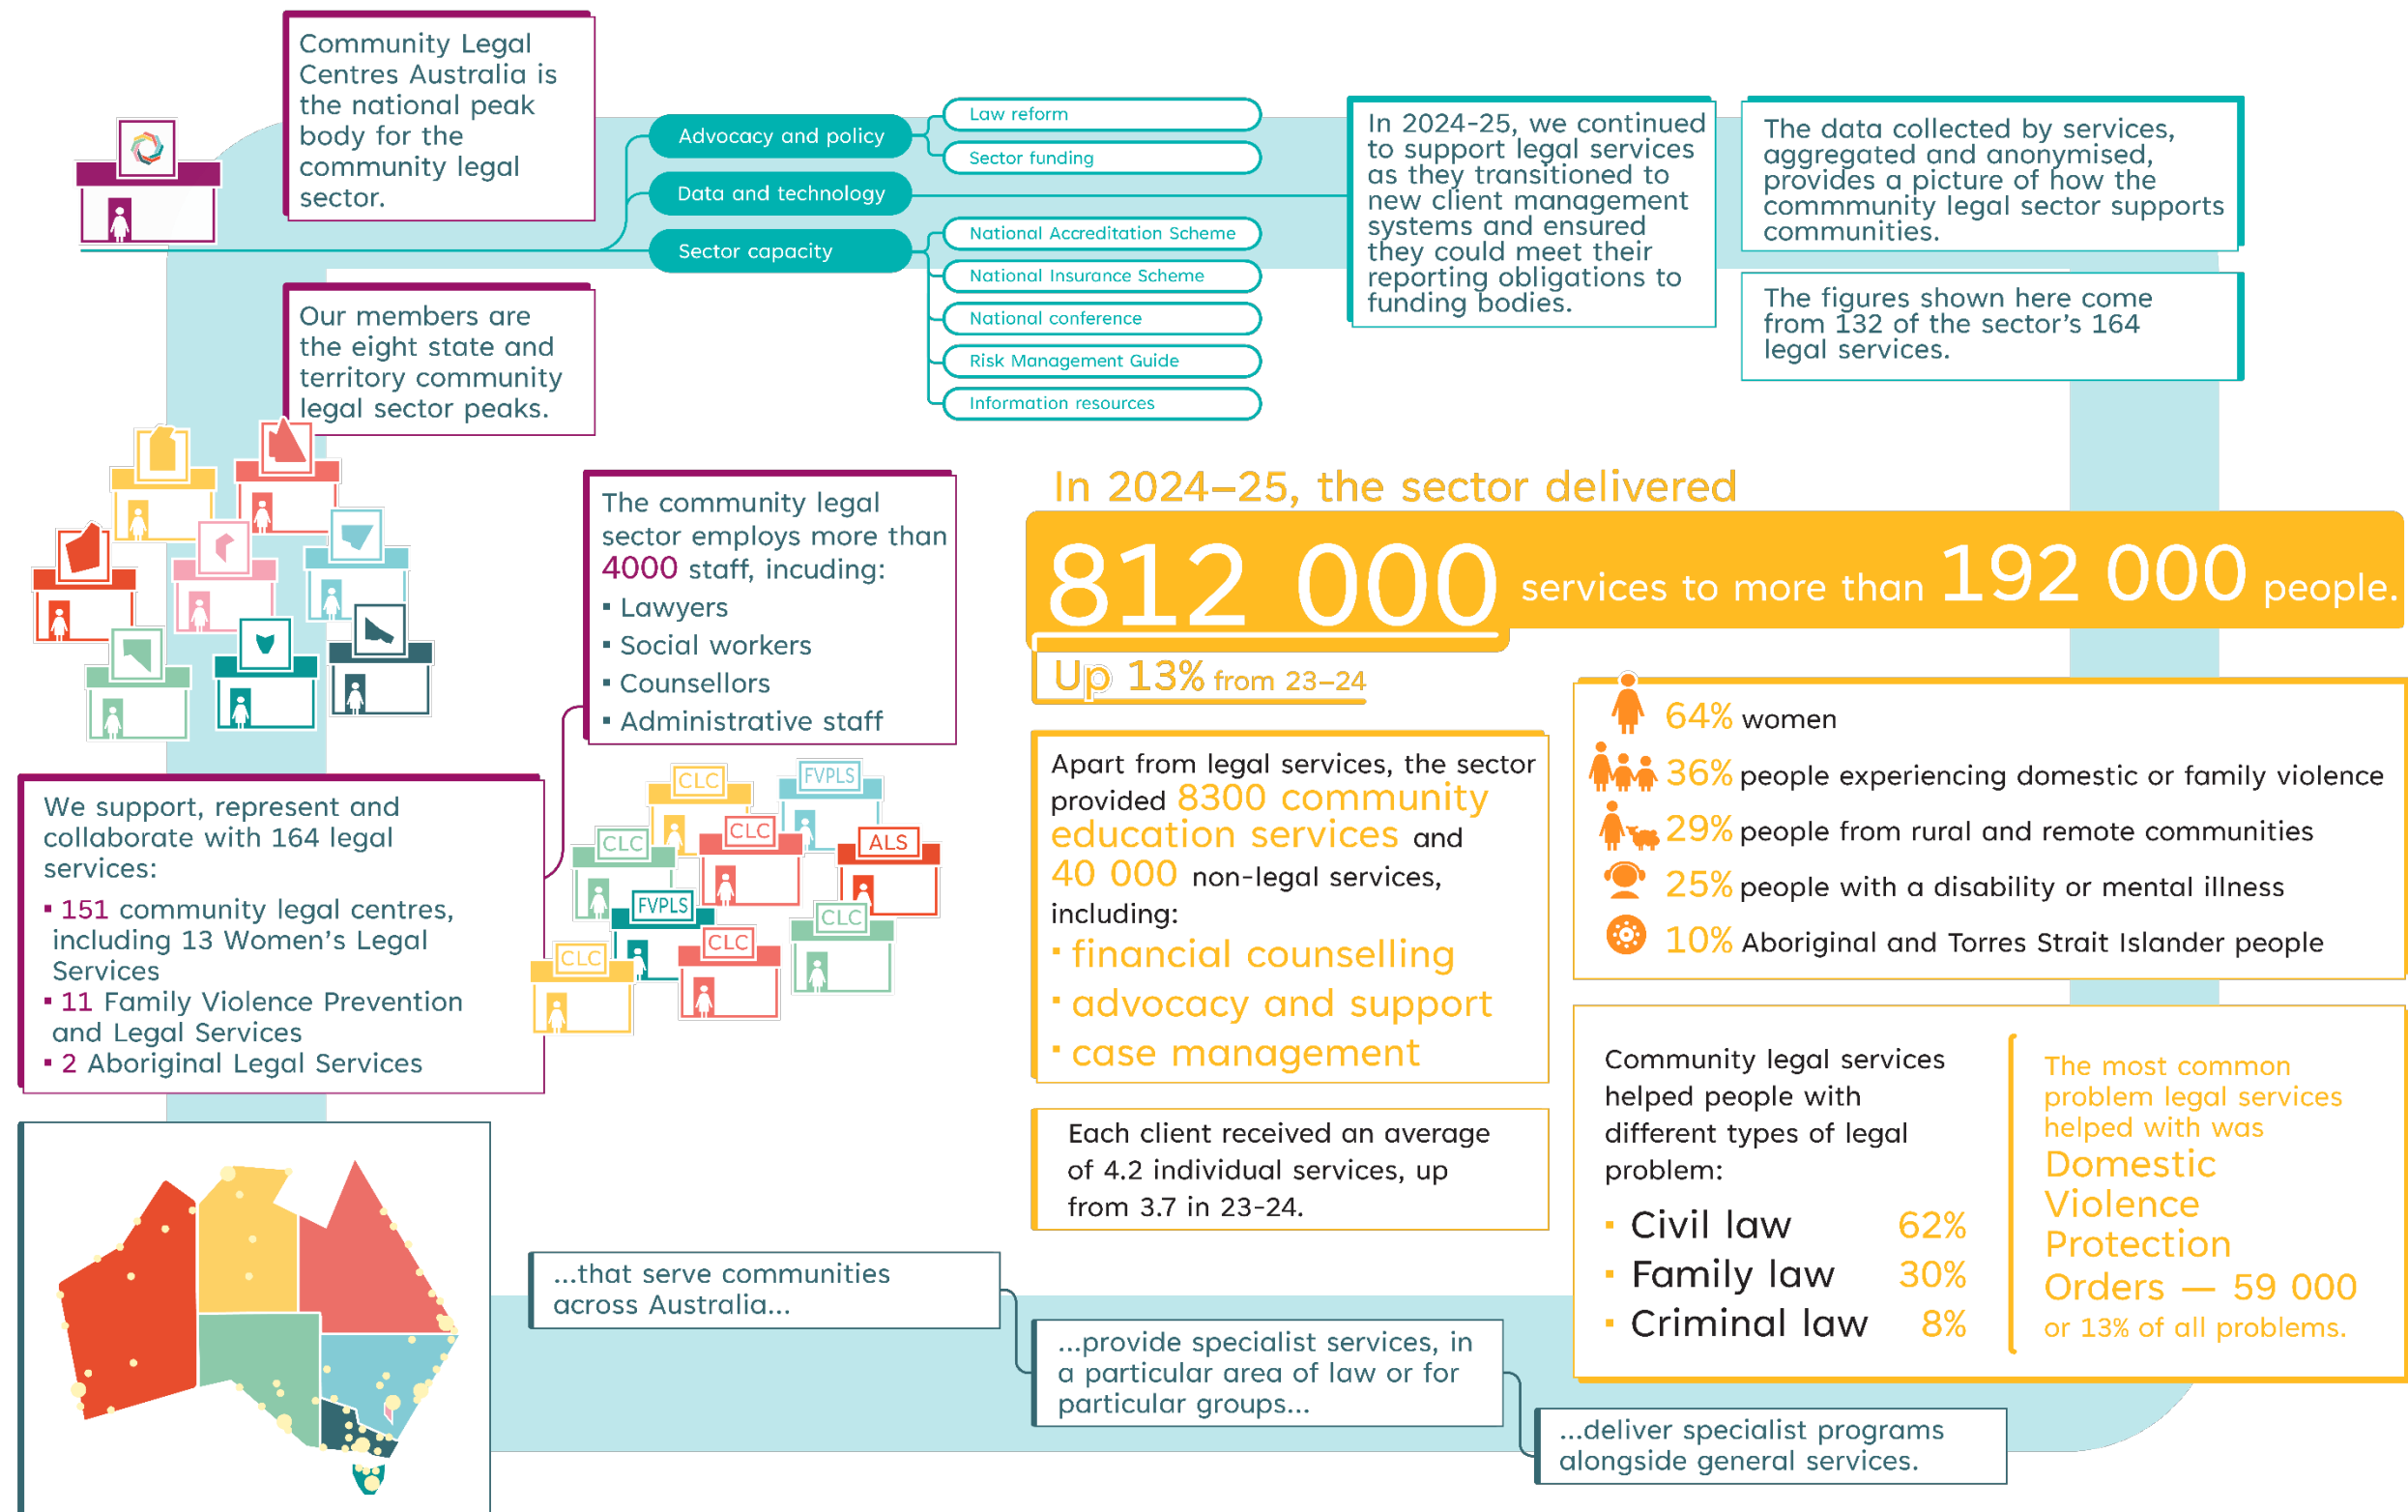 Community Legal
Centres Australia is
the national peak
body for the
community legal
sector.
Our members are
the eight state and
territory community
legal sector peaks.
Advocacy and policy
Law reform
Sector funding
Data and technology
Sector capacity
National Accreditation Scheme
National Insurance Scheme
National conference
Risk Management Guide
Information resources
In 2024-25, we continued
to support legal services
as they transitioned to
new client management
systems and ensured
they could meet their
reporting obligations to
funding bodies.
The data collected by services,
aggregated and anonymised,
provides a picture of how the
commmunity legal sector supports
communities.
The figures shown here come
from 132 of the sector's 164
legal services.
The community legal
sector employs more than
4000 staff, incuding:
▪ Lawyers
▪ Social workers
▪ Counsellors
▪ Administrative staff
We support, represent and
collaborate with 164 legal
services:
▪ 151 community legal centres,
including 13 Women's Legal
Services
▪ 11 Family Violence Prevention
and Legal Services
▪ 2 Aboriginal Legal Services
CLC
FVPLS
CLC
CLC
ALS
FVPLS
CLC
CLC
CLC
In 2024–25, the sector delivered
812 000 services to more than 192 000 people.
Up 13% from 23–24
Apart from legal services, the sector
provided 8300 community
education services and
40 000 non-legal services,
including:
▪ financial counselling
▪ advocacy and support
▪ case management
Each client received an average
of 4.2 individual services, up
from 3.7 in 23-24.
64% women
36% people experiencing domestic or family violence
29% people from rural and remote communities
25% people with a disability or mental illness
10% Aboriginal and Torres Strait Islander people
Community legal services
helped people with
different types of legal
problem:
▪ Civil law 62%
▪ Family law 30%
▪ Criminal law 8%
The most common
problem legal services
helped with was
Domestic
Violence
Protection
Orders — 59 000
or 13% of all problems.
...that serve communities
across Australia...
...provide specialist services, in
a particular area of law or for
particular groups...
...deliver specialist programs
alongside general services.